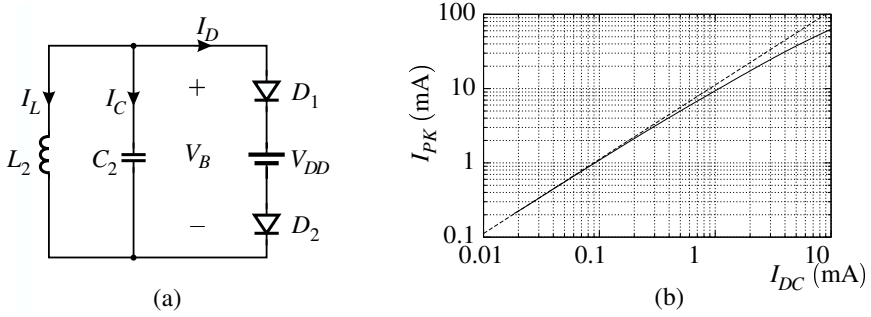 I_D
+
D_1
I_L
I_C
L_2
C_2
V_B
V_DD
–
D_2
(a)
100
10
1
0.1
I_PK (mA)
0.01
0.1
1
10
I_DC (mA)
(b)